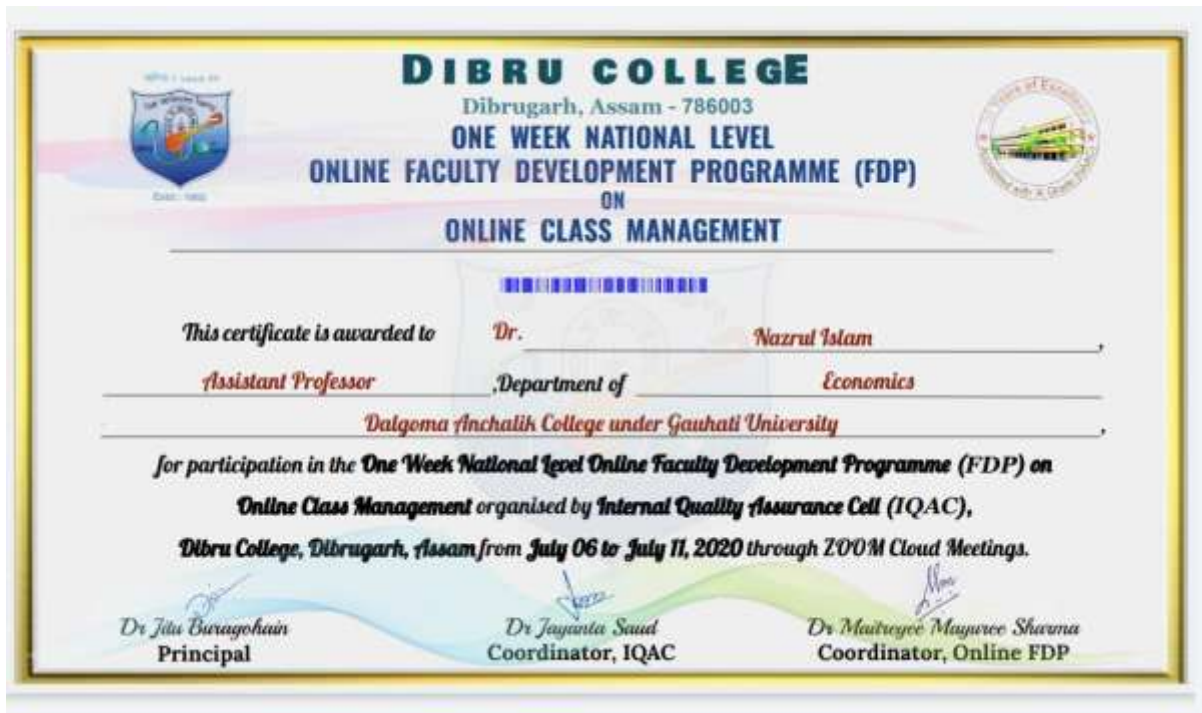 DIBRU COLLEGE
Dibrugarh, Assam - 786003
ONE WEEK NATIONAL LEVEL
ONLINE FACULTY DEVELOPMENT PROGRAMME (FDP)
ON
ONLINE CLASS MANAGEMENT
Years of Excellence
This certificate is awarded to Dr. Nazrul Islam,
Assistant Professor, Department of Economics
Dalgoma Anchalik College under Gauhati University,
for participation in the One Week National Level Online Faculty Development Programme (FDP) on
Online Class Management organised by Internal Quality Assurance Cell (IQAC),
Dibru College, Dibrugarh, Assam from July 06 to July 11, 2020 through ZOOM Cloud Meetings.
Dr Jitu Buragohain Dr Jayanta Saud Dr Maitreyee Mayuree Sharma
Principal Coordinator, IQAC Coordinator, Online FDP